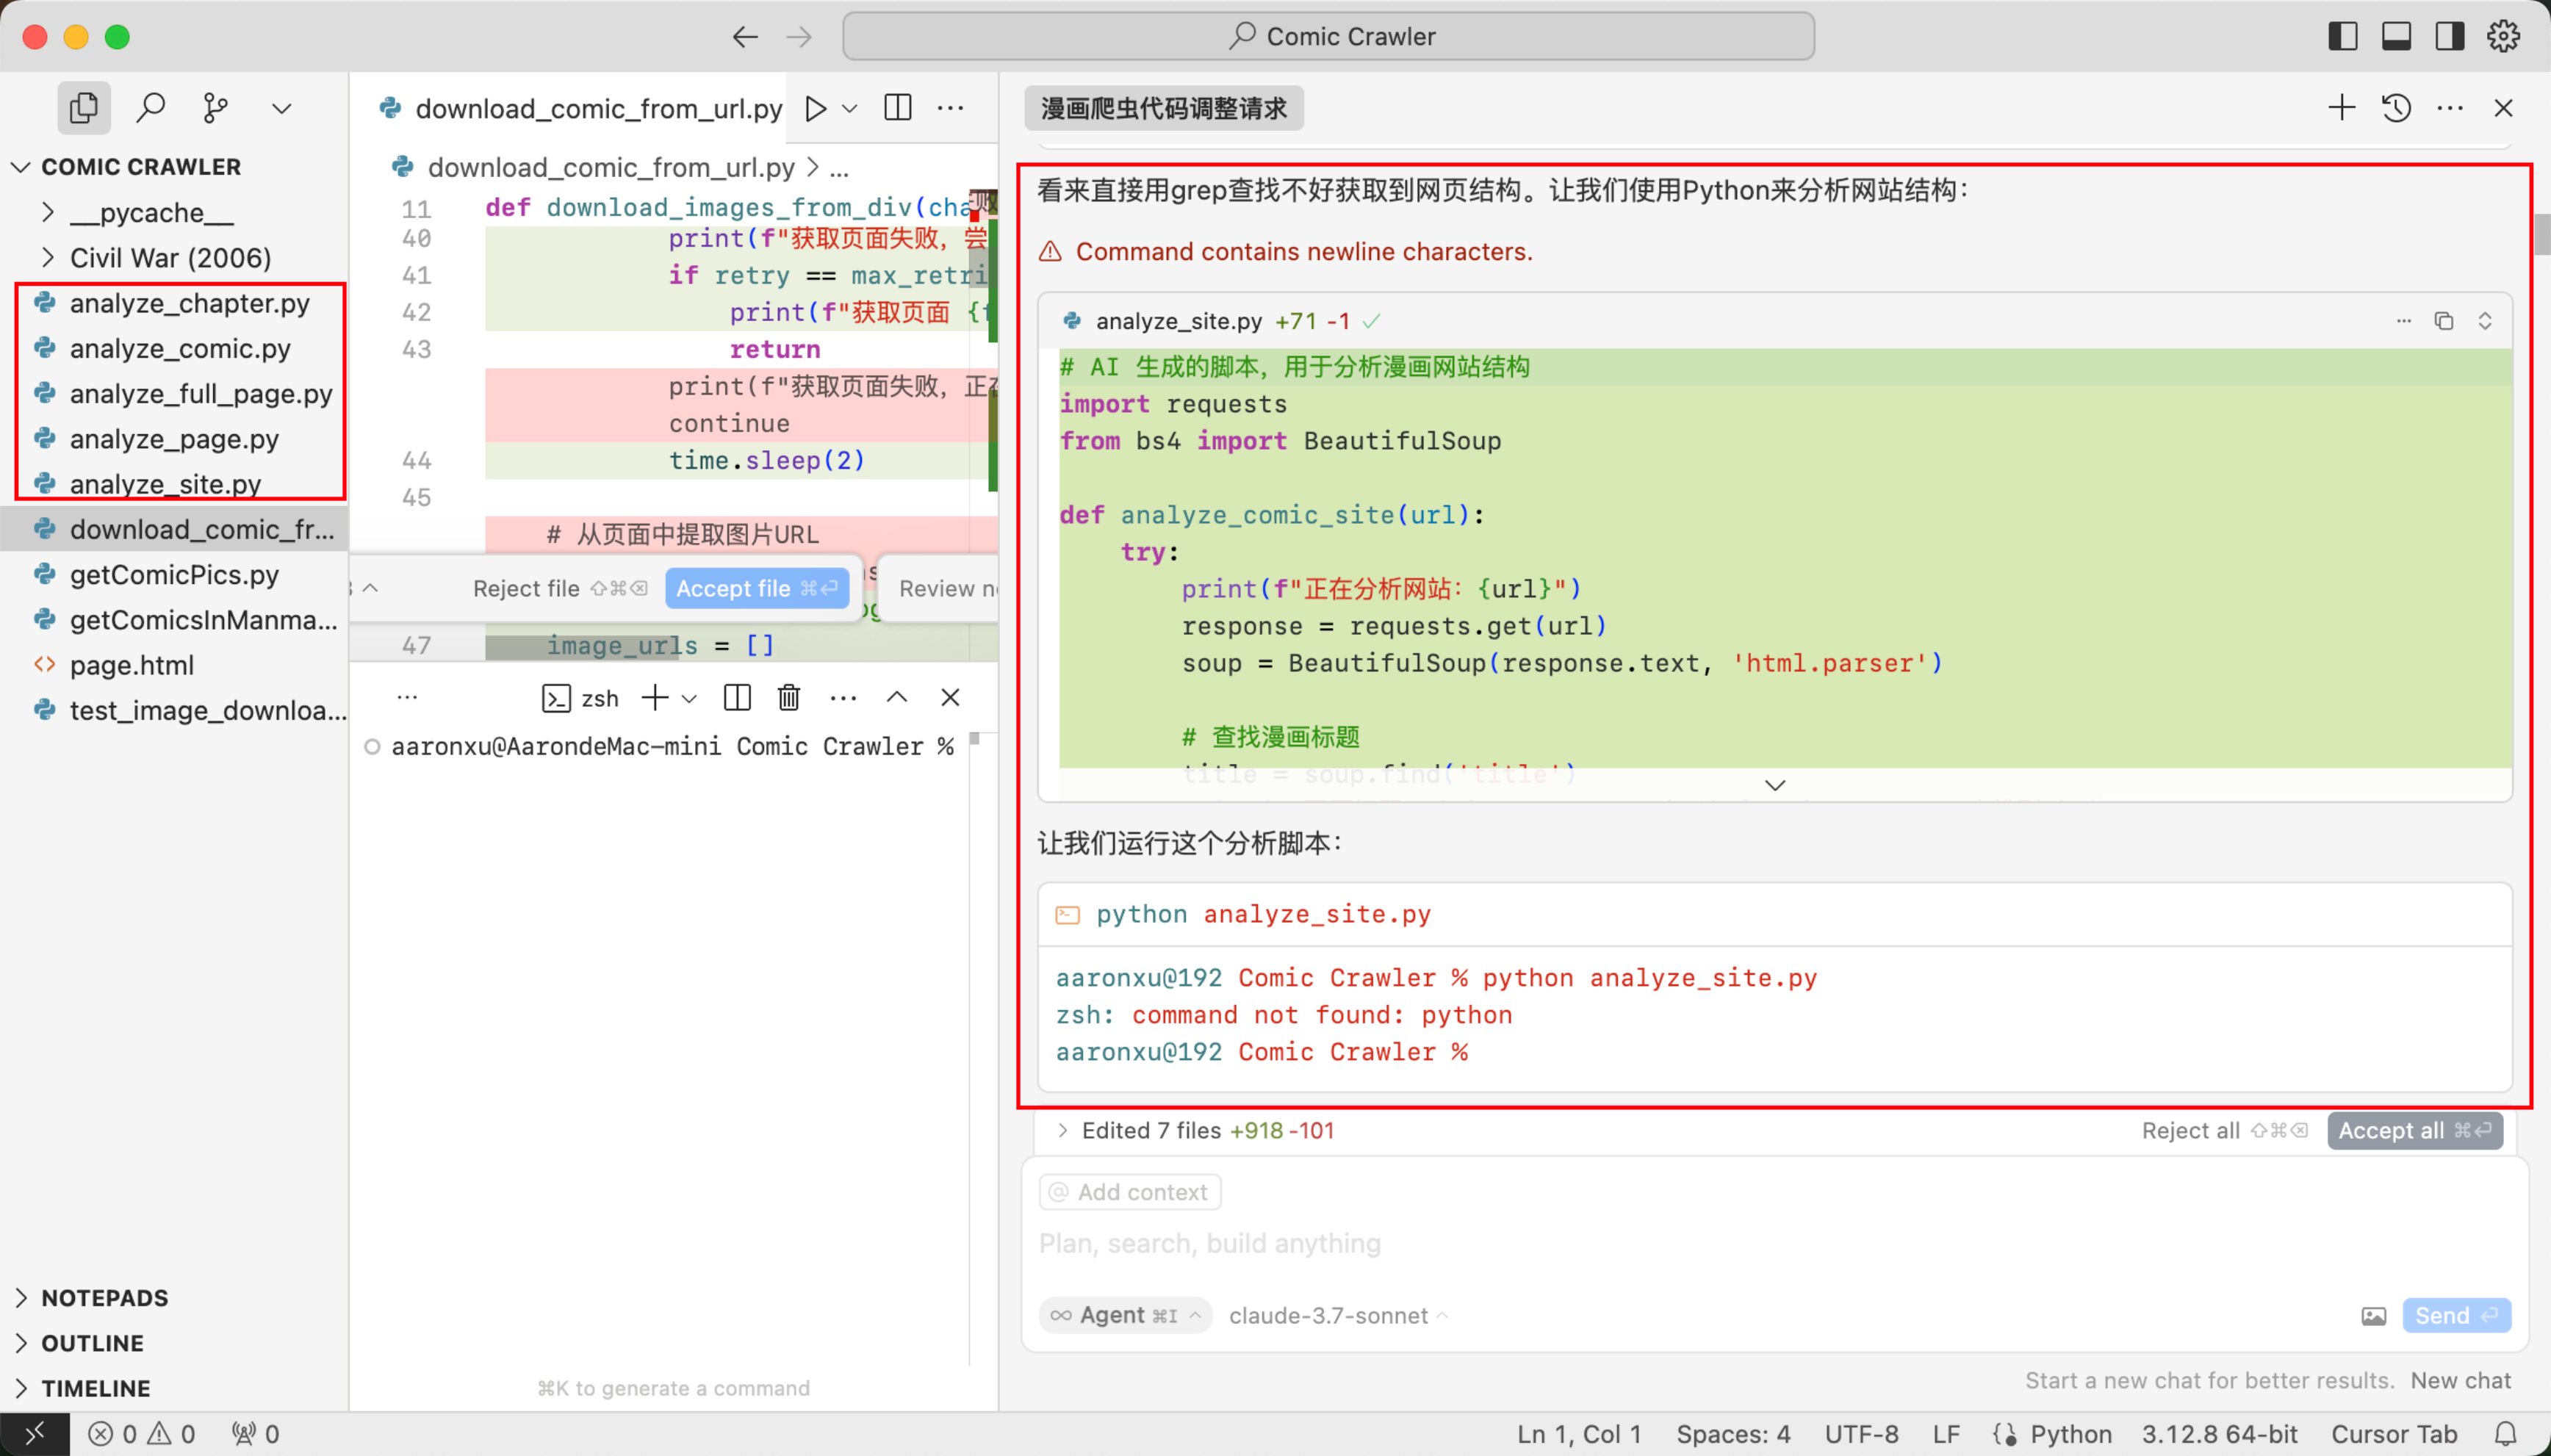 Comic Crawler
COMIC CRAWLER
__pycache__
Civil War (2006)
analyze_chapter.py
analyze_comic.py
analyze_full_page.py
analyze_page.py
analyze_site.py
download_comic_fr...
getComicPics.py
getComicsInManma...
page.html
test_image_downloa...
NOTEPADS
OUTLINE
TIMELINE
download_comic_from_url.py
download_comic_from_url.py > ...
11 def download_images_from_div(cha
40 print(f"获取页面失败，尝
41 if retry == max_retri
42 print(f"获取页面 {
43 return
print(f"获取页面失败，正在
continue
44 time.sleep(2)
45
# 从页面中提取图片URL
Reject file ⇧⌘⌫ Accept file ⌘⏎
Review
47 image_urls = []
zsh
aaronxu@AarondeMac-mini Comic Crawler %
⌘K to generate a command
漫画爬虫代码调整请求
看来直接用grep查找不好获取到网页结构。让我们使用Python来分析网站结构：
Command contains newline characters.
analyze_site.py +71 -1
# AI 生成的脚本，用于分析漫画网站结构
import requests
from bs4 import BeautifulSoup
def analyze_comic_site(url):
try:
print(f"正在分析网站: {url}")
response = requests.get(url)
soup = BeautifulSoup(response.text, 'html.parser')
# 查找漫画标题
title = soup.find('title')
让我们运行这个分析脚本：
python analyze_site.py
aaronxu@192 Comic Crawler % python analyze_site.py
zsh: command not found: python
aaronxu@192 Comic Crawler %
Edited 7 files +918 -101
Reject all ⇧⌘⌫ Accept all ⌘⏎
@ Add context
Plan, search, build anything
Agent ⌘I claude-3.7-sonnet
Send ⏎
Start a new chat for better results. New chat
0 0 0
Ln 1, Col 1 Spaces: 4 UTF-8 LF Python 3.12.8 64-bit Cursor Tab